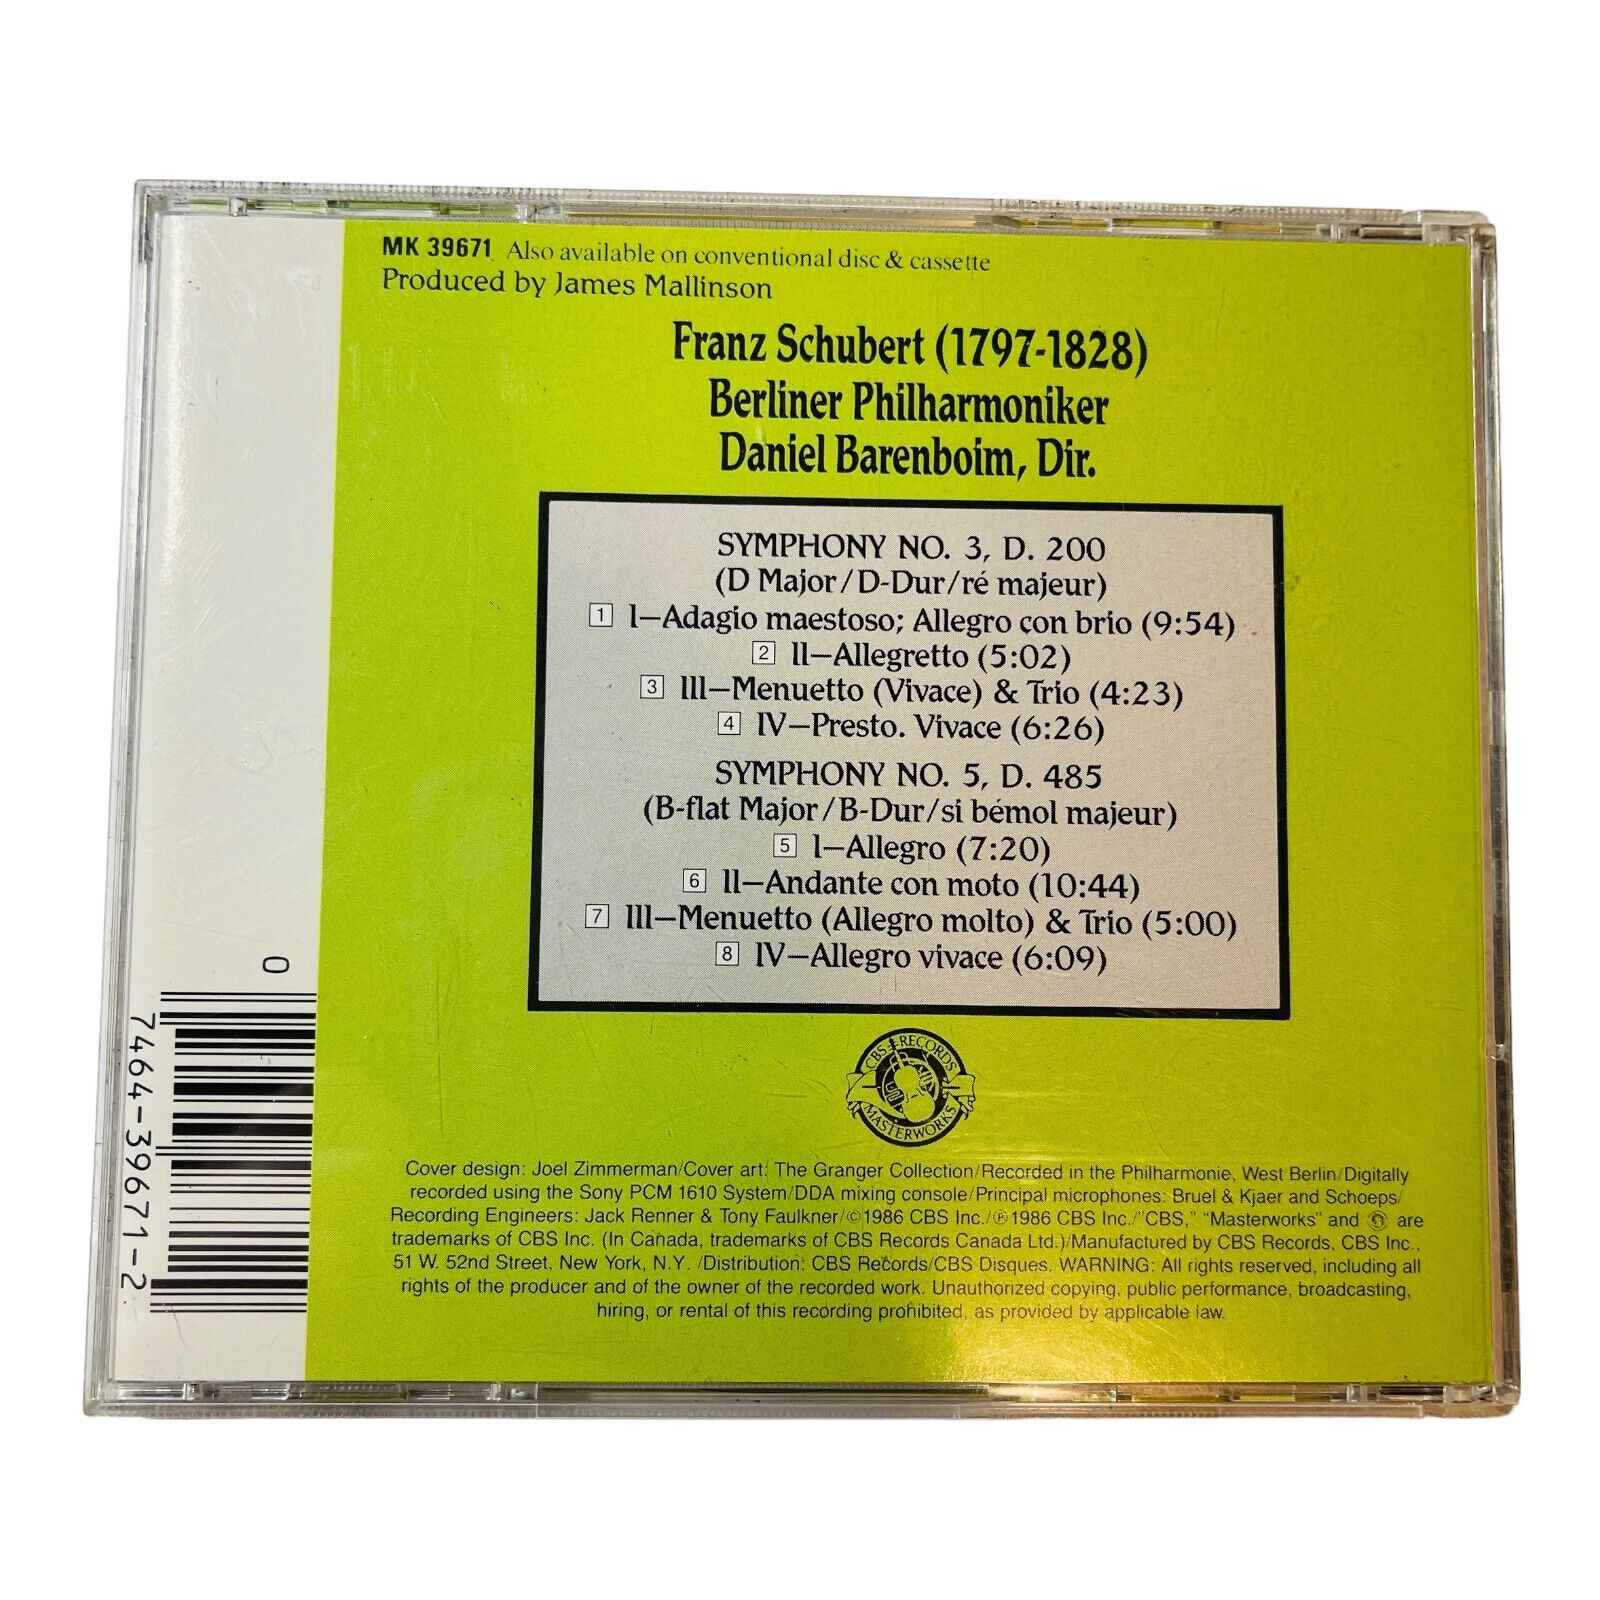 MK 39671 Also available on conventional disc & cassette
Produced by James Mallinson
Franz Schubert (1797-1828)
Berliner Philharmoniker
Daniel Barenboim, Dir.
SYMPHONY NO. 3, D. 200
(D Major/D-Dur/ré majeur)
1 I—Adagio maestoso; Allegro con brio (9:54)
2 II—Allegretto (5:02)
3 III—Menuetto (Vivace) & Trio (4:23)
4 IV—Presto. Vivace (6:26)
SYMPHONY NO. 5, D. 485
(B-flat Major/B-Dur/si bémol majeur)
5 I—Allegro (7:20)
6 II—Andante con moto (10:44)
7 III—Menuetto (Allegro molto) & Trio (5:00)
8 IV—Allegro vivace (6:09)
CBS RECORDS
MASTERWORKS
Cover design: Joel Zimmerman/Cover art: The Granger Collection/Recorded in the Philharmonie, West Berlin/Digitally
recorded using the Sony PCM 1610 System/DDA mixing console/Principal microphones: Bruel & Kjaer and Schoeps/
Recording Engineers: Jack Renner & Tony Faulkner/©1986 CBS Inc./℗1986 CBS Inc./"CBS," "Masterworks" and are
trademarks of CBS Inc. (In Canada, trademarks of CBS Records Canada Ltd.)/Manufactured by CBS Records, CBS Inc.,
51 W. 52nd Street, New York, N.Y. /Distribution: CBS Records/CBS Disques. WARNING: All rights reserved, including all
rights of the producer and of the owner of the recorded work. Unauthorized copying, public performance, broadcasting,
hiring, or rental of this recording prohibited, as provided by applicable law.
0
7464-39671-2